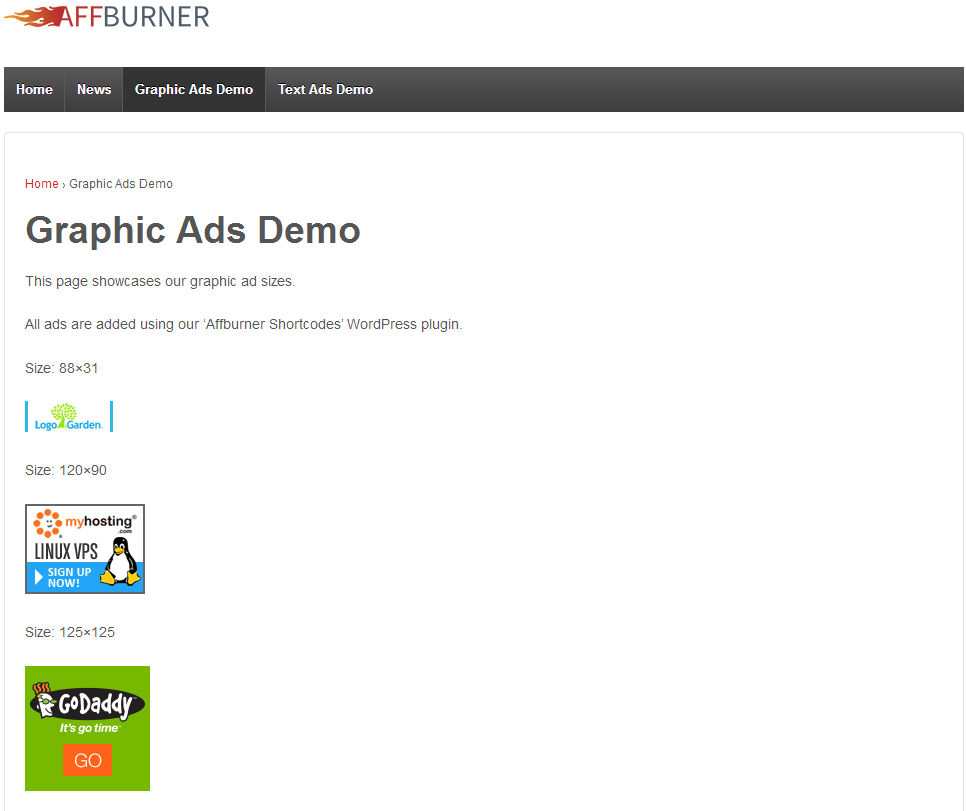 AFFBURNER
Home News Graphic Ads Demo Text Ads Demo
Home › Graphic Ads Demo
Graphic Ads Demo
This page showcases our graphic ad sizes.
All ads are added using our ‘Affburner Shortcodes’ WordPress plugin.
Size: 88×31
LogoGarden.
Size: 120×90
myhosting®
.com
LINUX VPS
SIGN UP
NOW!
Size: 125×125
GoDaddy™
It's go time™
GO